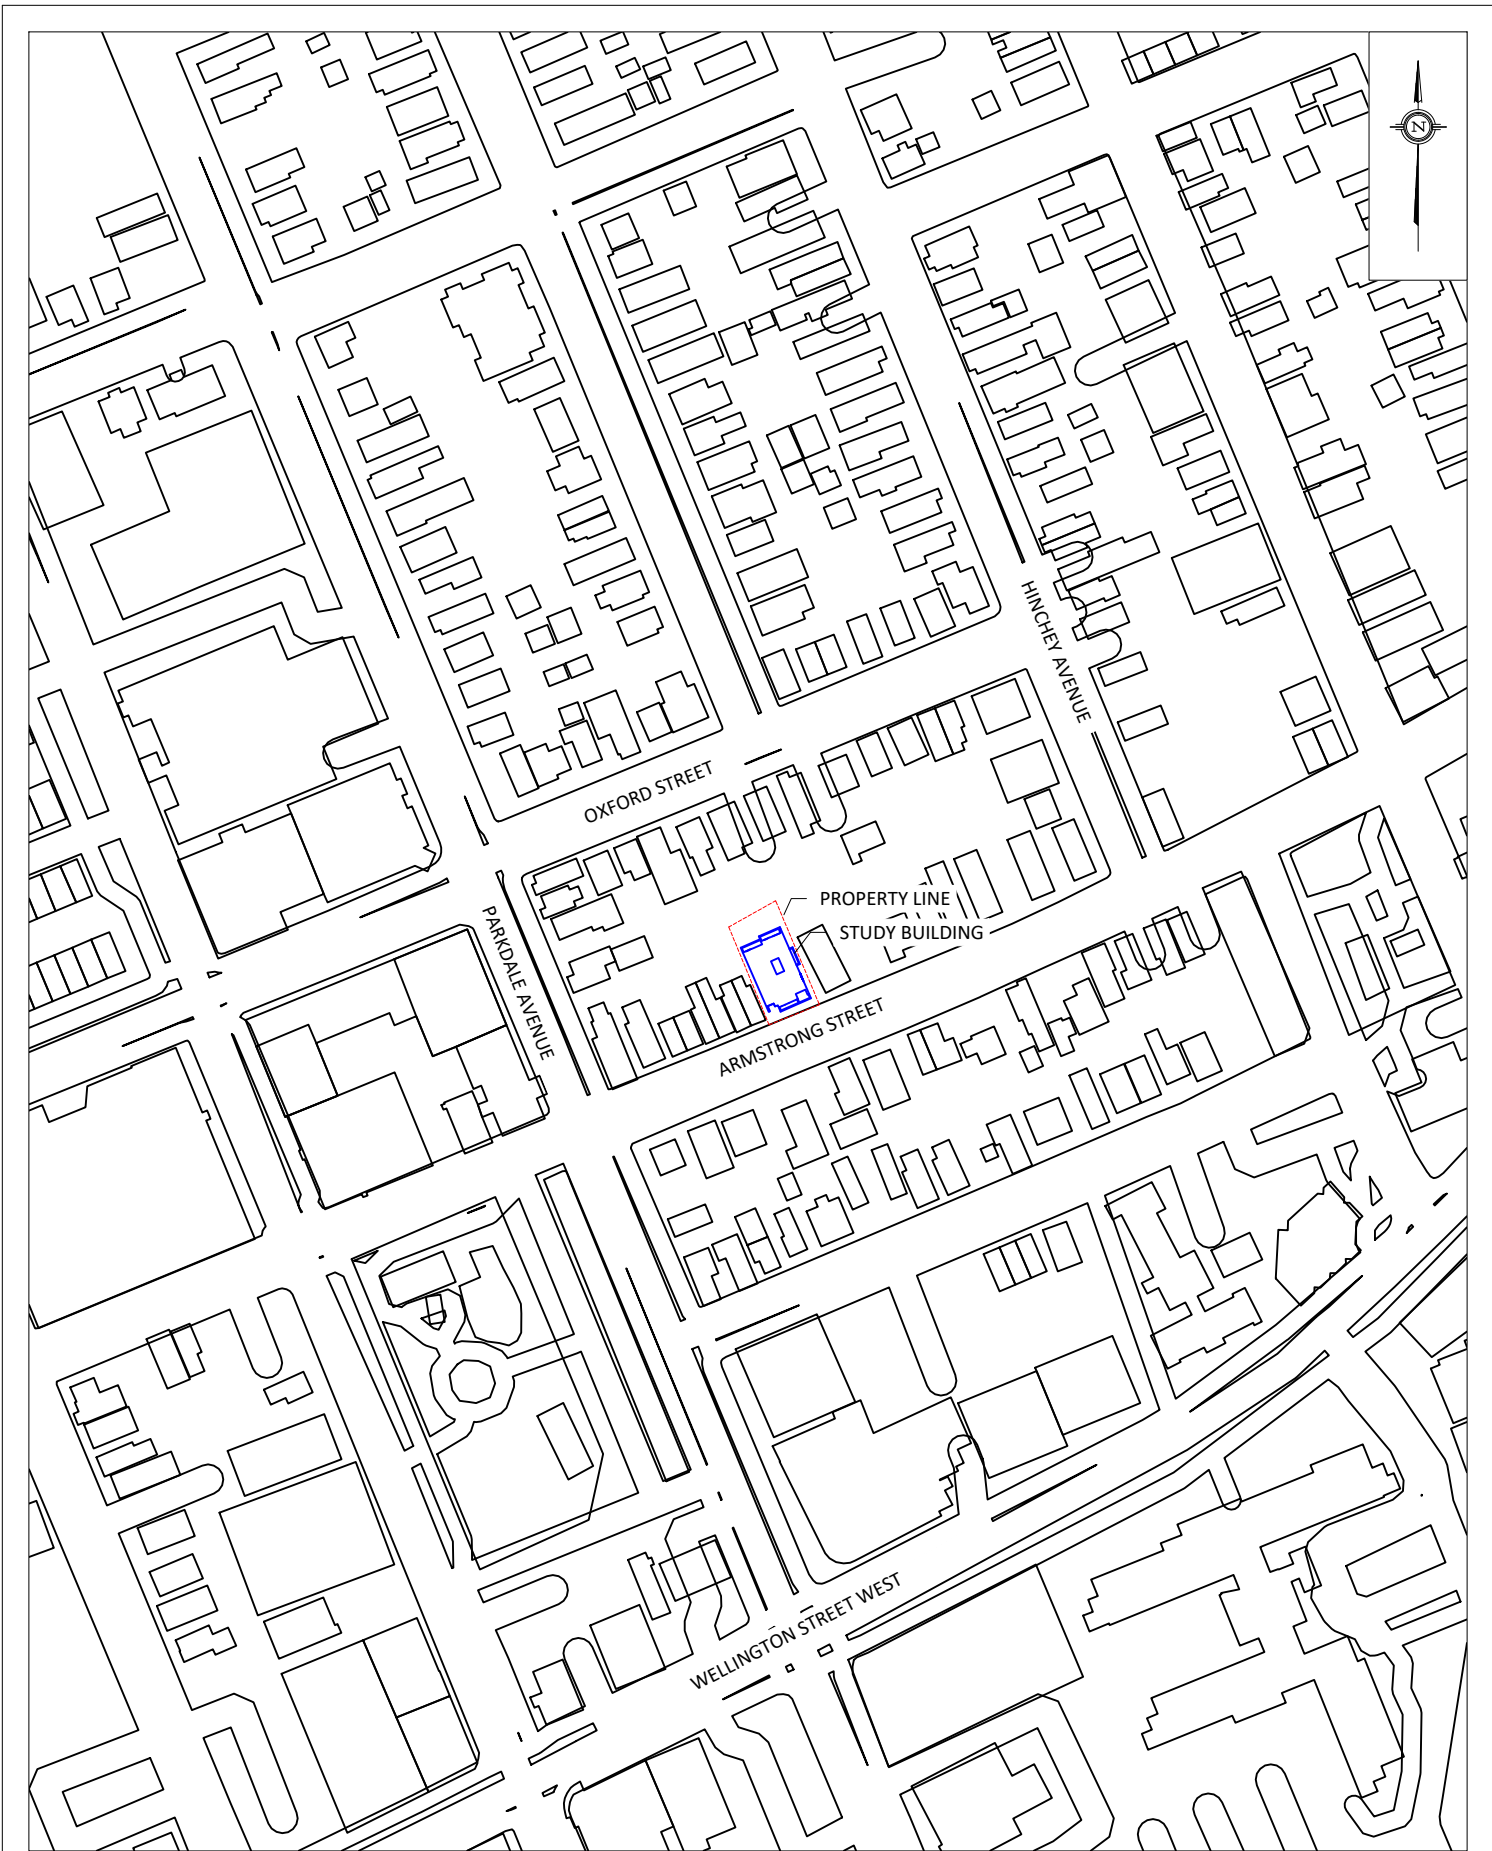 N
HINCHEY AVENUE
OXFORD STREET
PROPERTY LINE
STUDY BUILDING
PARKDALE AVENUE
ARMSTRONG STREET
WELLINGTON STREET WEST